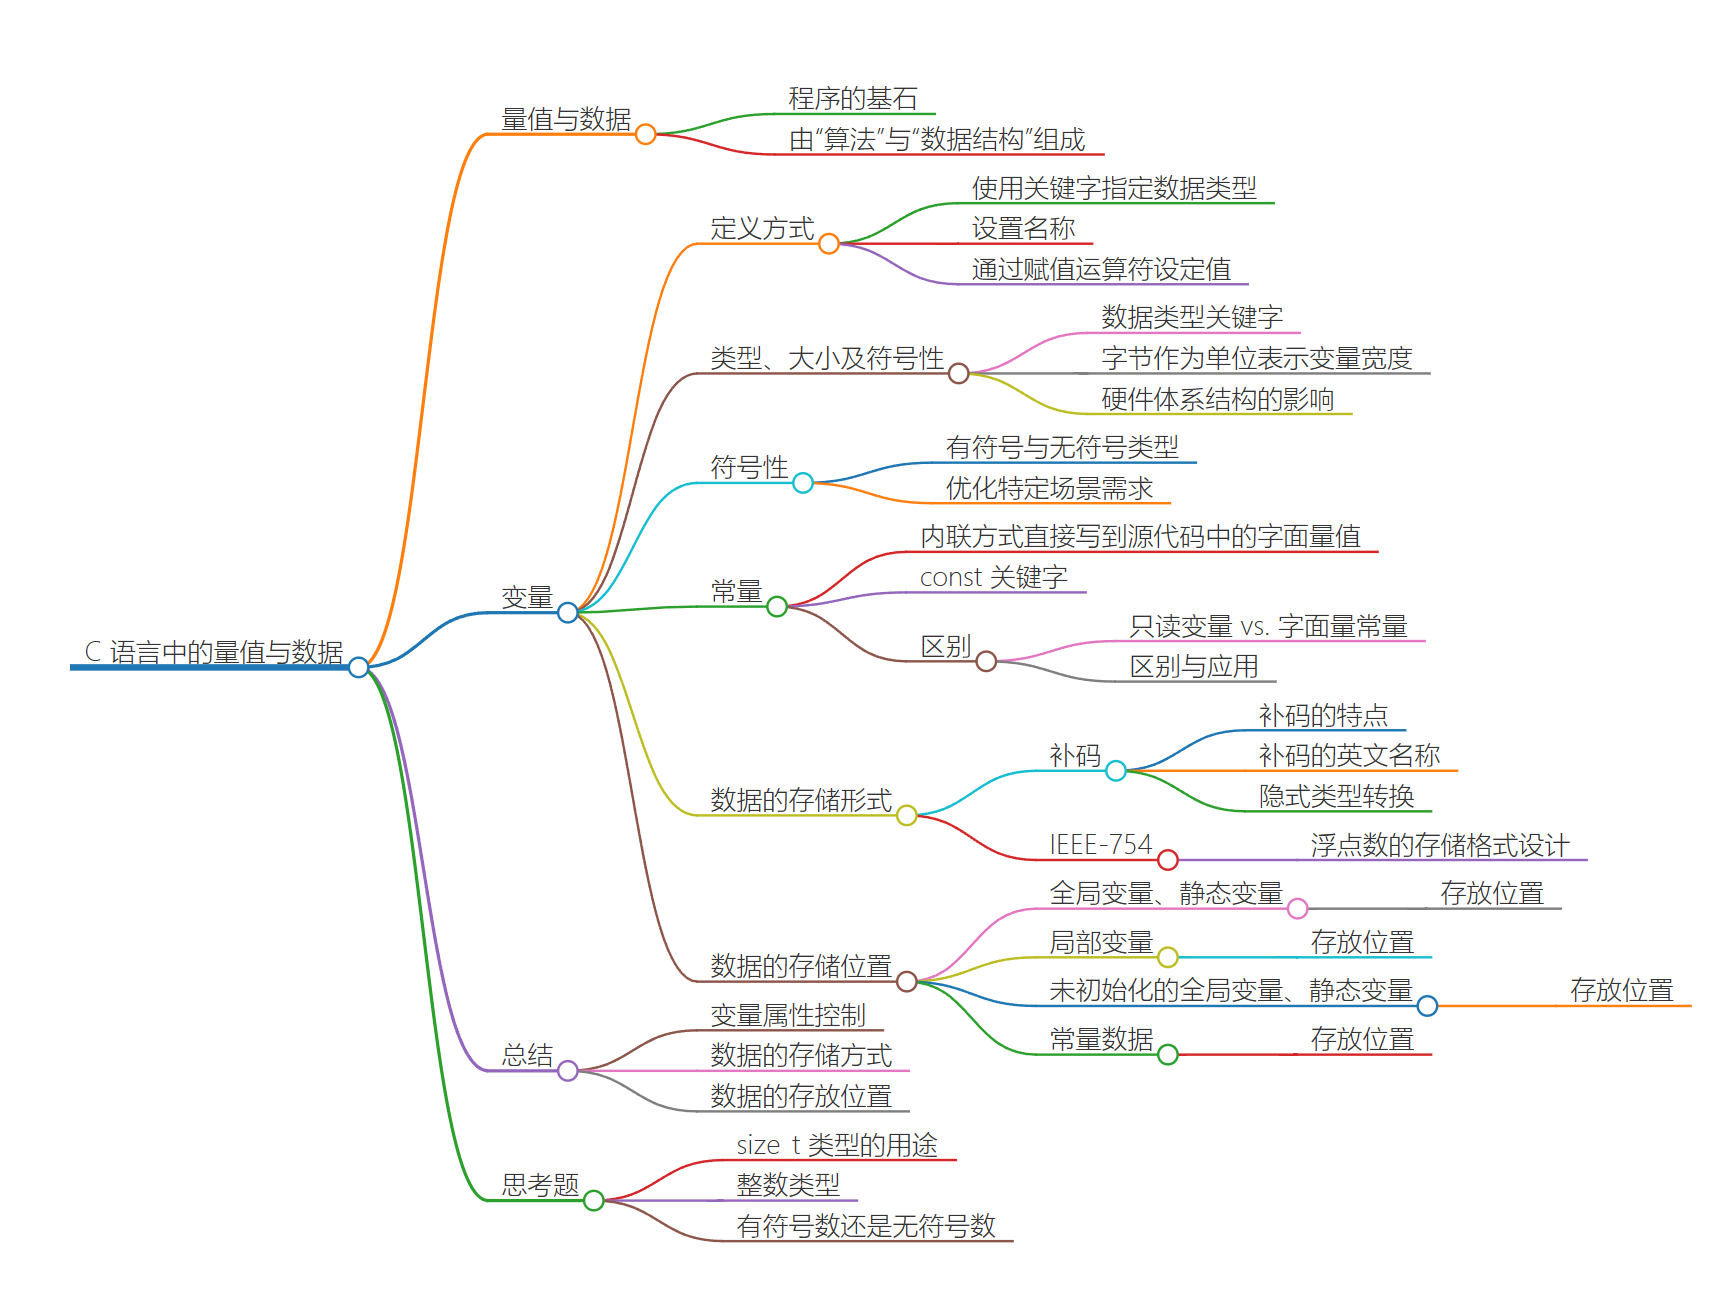 C 语言中的量值与数据
量值与数据
程序的基石
由“算法”与“数据结构”组成
变量
定义方式
使用关键字指定数据类型
设置名称
通过赋值运算符设定值
类型、大小及符号性
数据类型关键字
字节作为单位表示变量宽度
硬件体系结构的影响
符号性
有符号与无符号类型
优化特定场景需求
常量
内联方式直接写到源代码中的字面量值
const 关键字
区别
只读变量 vs. 字面量常量
区别与应用
数据的存储形式
补码
补码的特点
补码的英文名称
隐式类型转换
IEEE-754
浮点数的存储格式设计
数据的存储位置
全局变量、静态变量
存放位置
局部变量
存放位置
未初始化的全局变量、静态变量
存放位置
常量数据
存放位置
总结
变量属性控制
数据的存储方式
数据的存放位置
思考题
size t 类型的用途
整数类型
有符号数还是无符号数